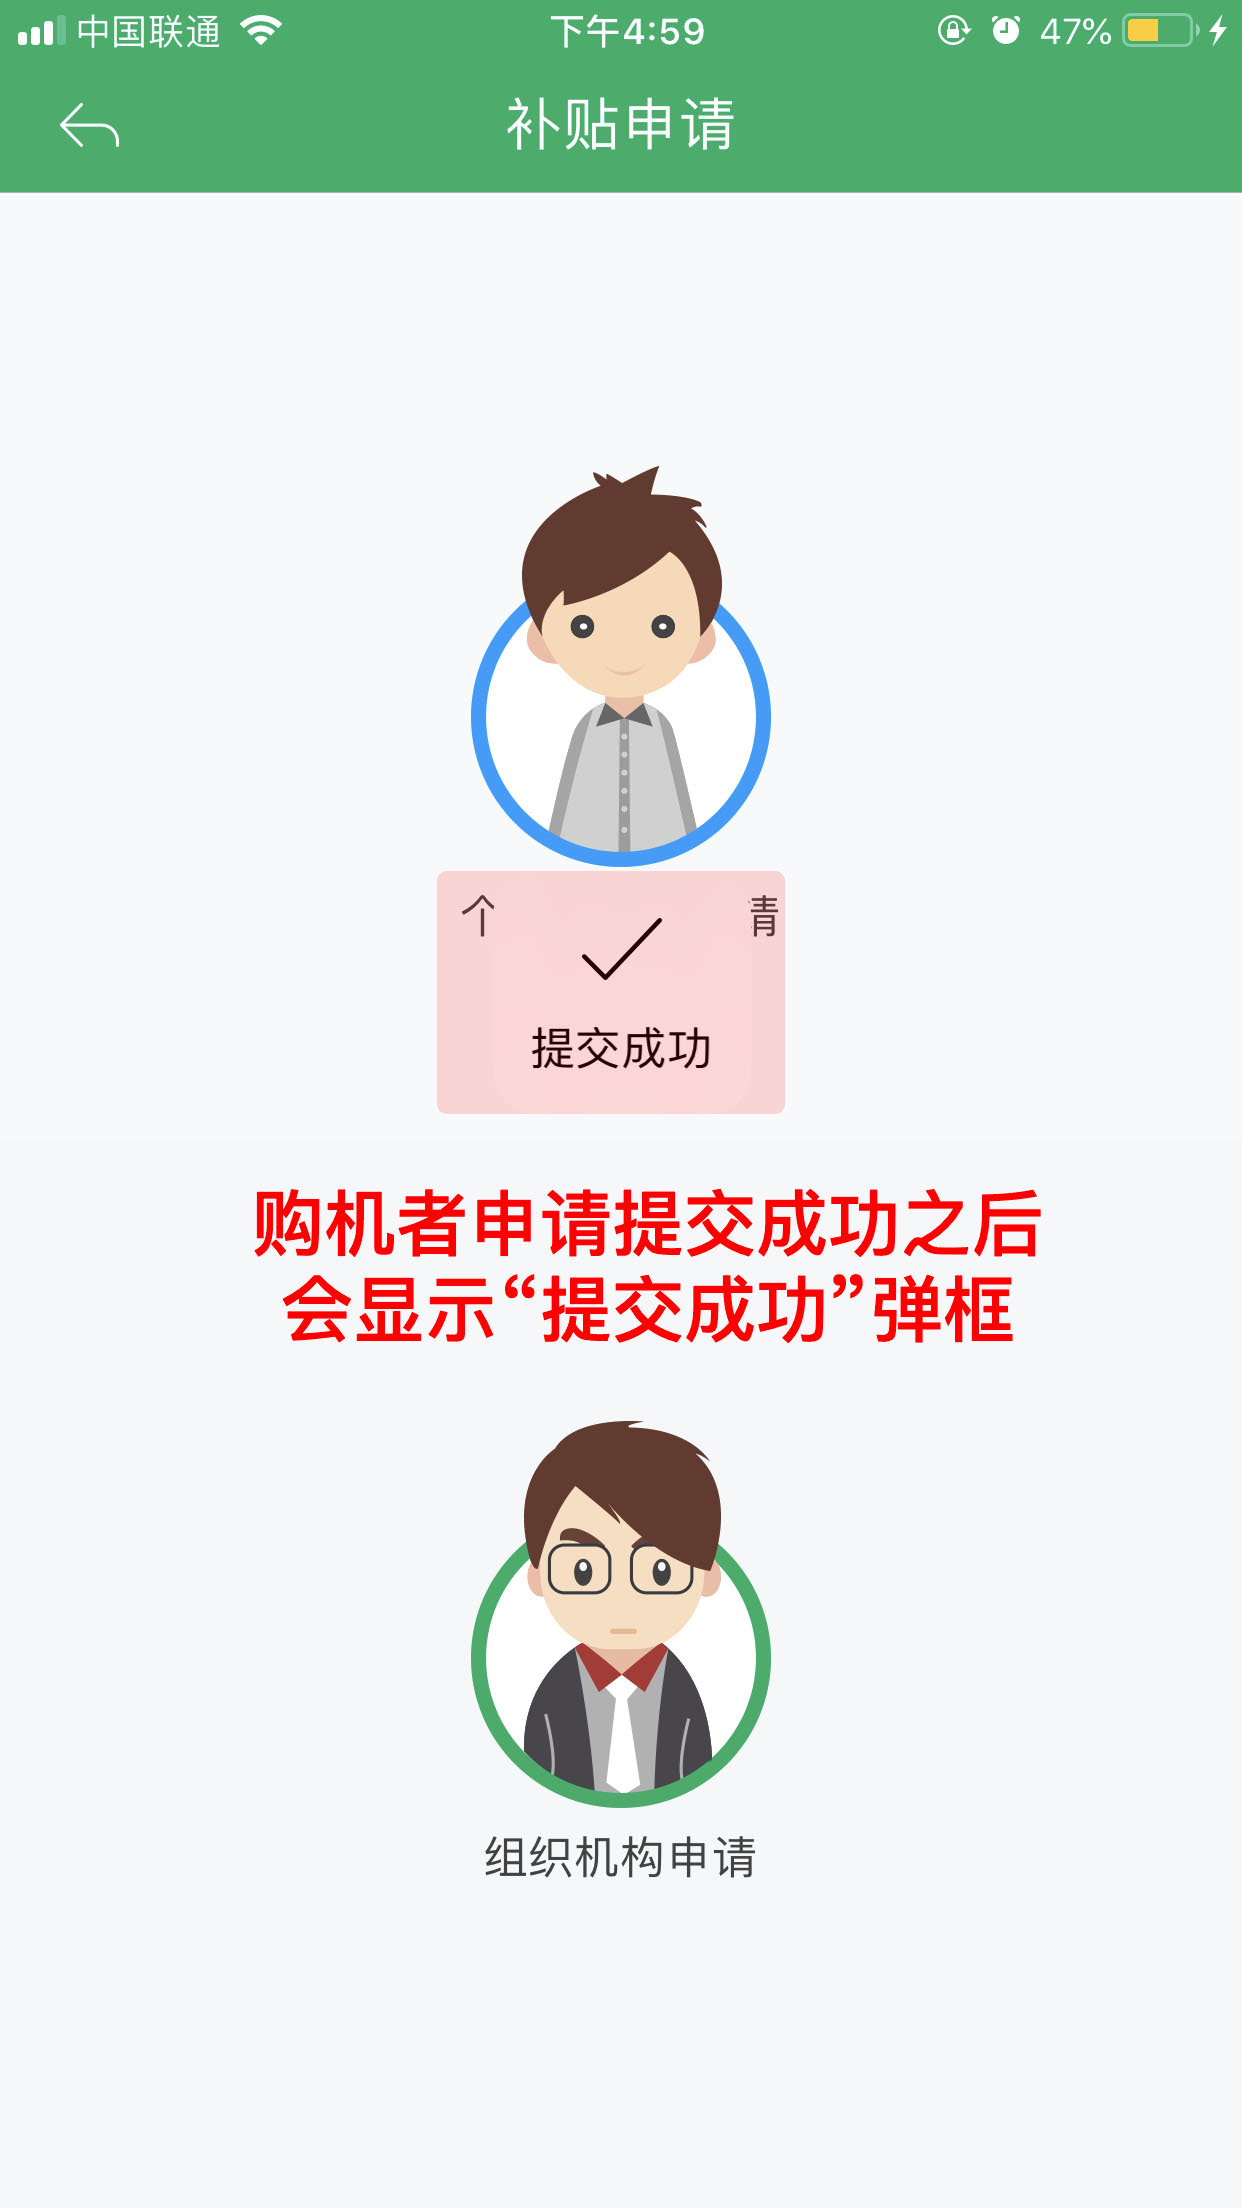 中国联通
下午4:59
47%
补贴申请
个
请
提交成功
购机者申请提交成功之后
会显示“提交成功”弹框
组织机构申请